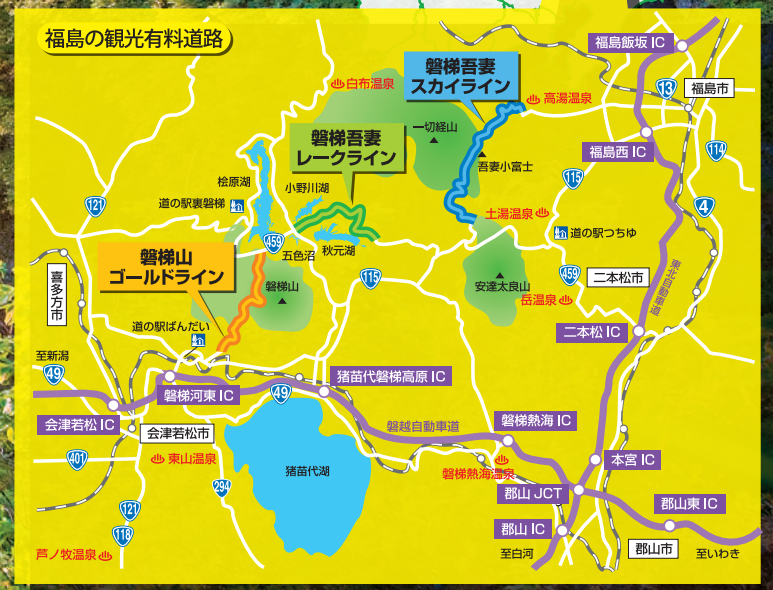 福島の観光有料道路
福島飯坂 IC
磐梯吾妻
スカイライン
白布温泉
高湯温泉
13
福島市
一切経山
磐梯吾妻
レークライン
吾妻小富士
福島西 IC
114
115
桧原湖
小野川湖
121
道の駅裏磐梯
土湯温泉
4
道の駅つちゆ
459
五色沼
秋元湖
磐梯山
ゴールドライン
115
459
二本松市
東北自動車道
喜多方市
磐梯山
安達太良山
岳温泉
道の駅ばんだい
二本松 IC
至新潟
49
猪苗代磐梯高原 IC
磐梯河東 IC
49
会津若松 IC
会津若松市
磐越自動車道
磐梯熱海 IC
401
東山温泉
猪苗代湖
磐梯熱海温泉
本宮 IC
294
郡山 JCT
郡山東 IC
121
118
郡山 IC
芦ノ牧温泉
至白河
郡山市
至いわき